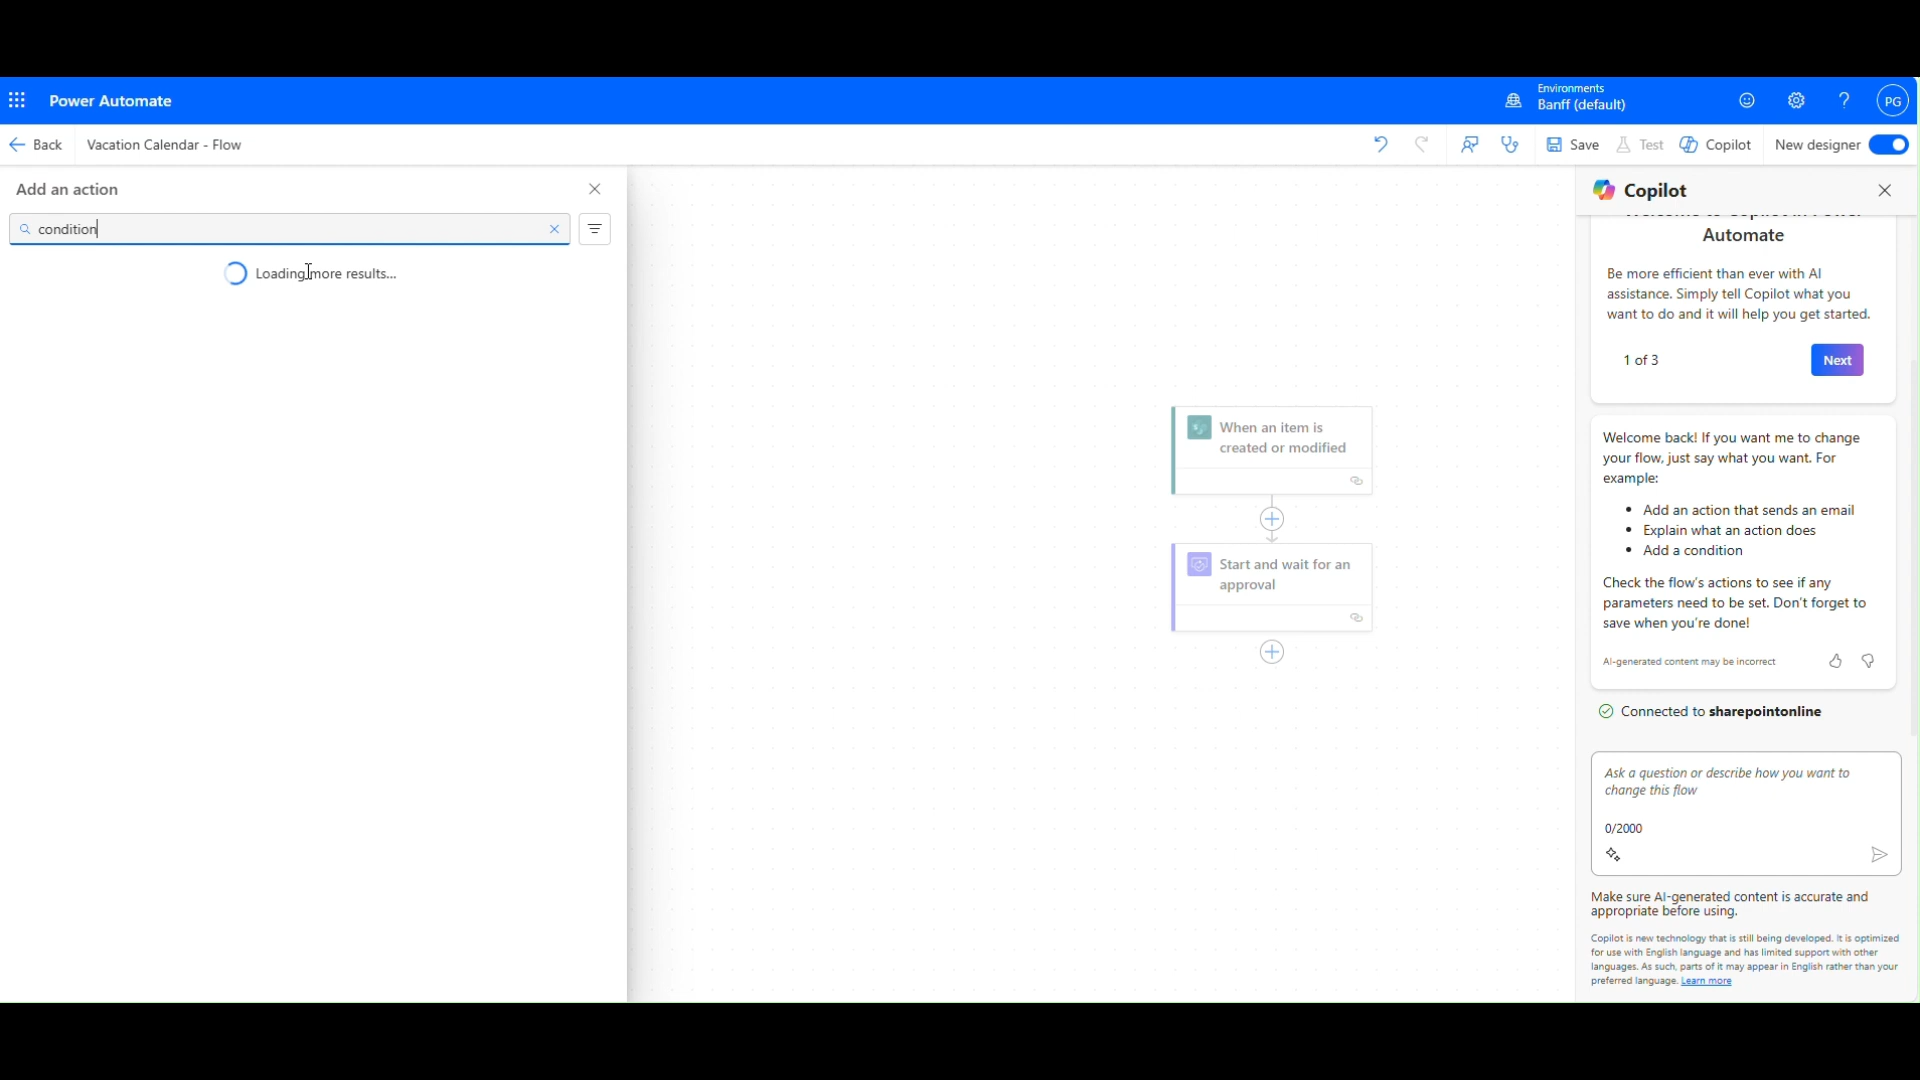 Power Automate
Environments
Banff (default)
PG
Back
Vacation Calendar - Flow
Save
Test
Copilot
New designer
Add an action
condition
Loading more results...
When an item is
created or modified
Start and wait for an
approval
Copilot
Automate
Be more efficient than ever with AI
assistance. Simply tell Copilot what you
want to do and it will help you get started.
1 of 3
Next
Welcome back! If you want me to change
your flow, just say what you want. For
example:
• Add an action that sends an email
• Explain what an action does
• Add a condition
Check the flow's actions to see if any
parameters need to be set. Don't forget to
save when you're done!
AI-generated content may be incorrect
Connected to sharepointonline
Ask a question or describe how you want to
change this flow
0/2000
Make sure AI-generated content is accurate and
appropriate before using.
Copilot is new technology that is still being developed. It is optimized
for use with English language and has limited support with other
languages. As such, parts of it may appear in English rather than your
preferred language. Learn more